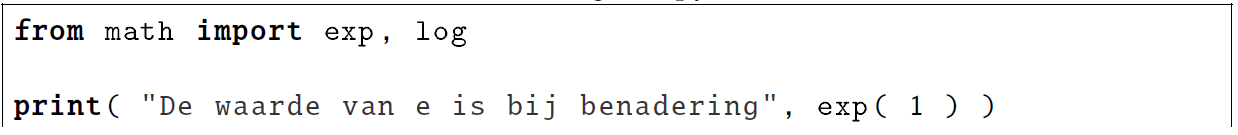 from math import exp, log
print( "De waarde van e is bij benadering", exp( 1 ) )